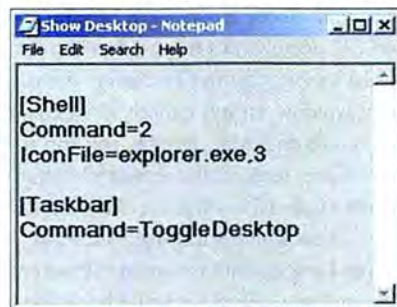 Show Desktop - Notepad
File Edit Search Help
[Shell]
Command=2
IconFile=explorer.exe,3
[Taskbar]
Command=ToggleDesktop